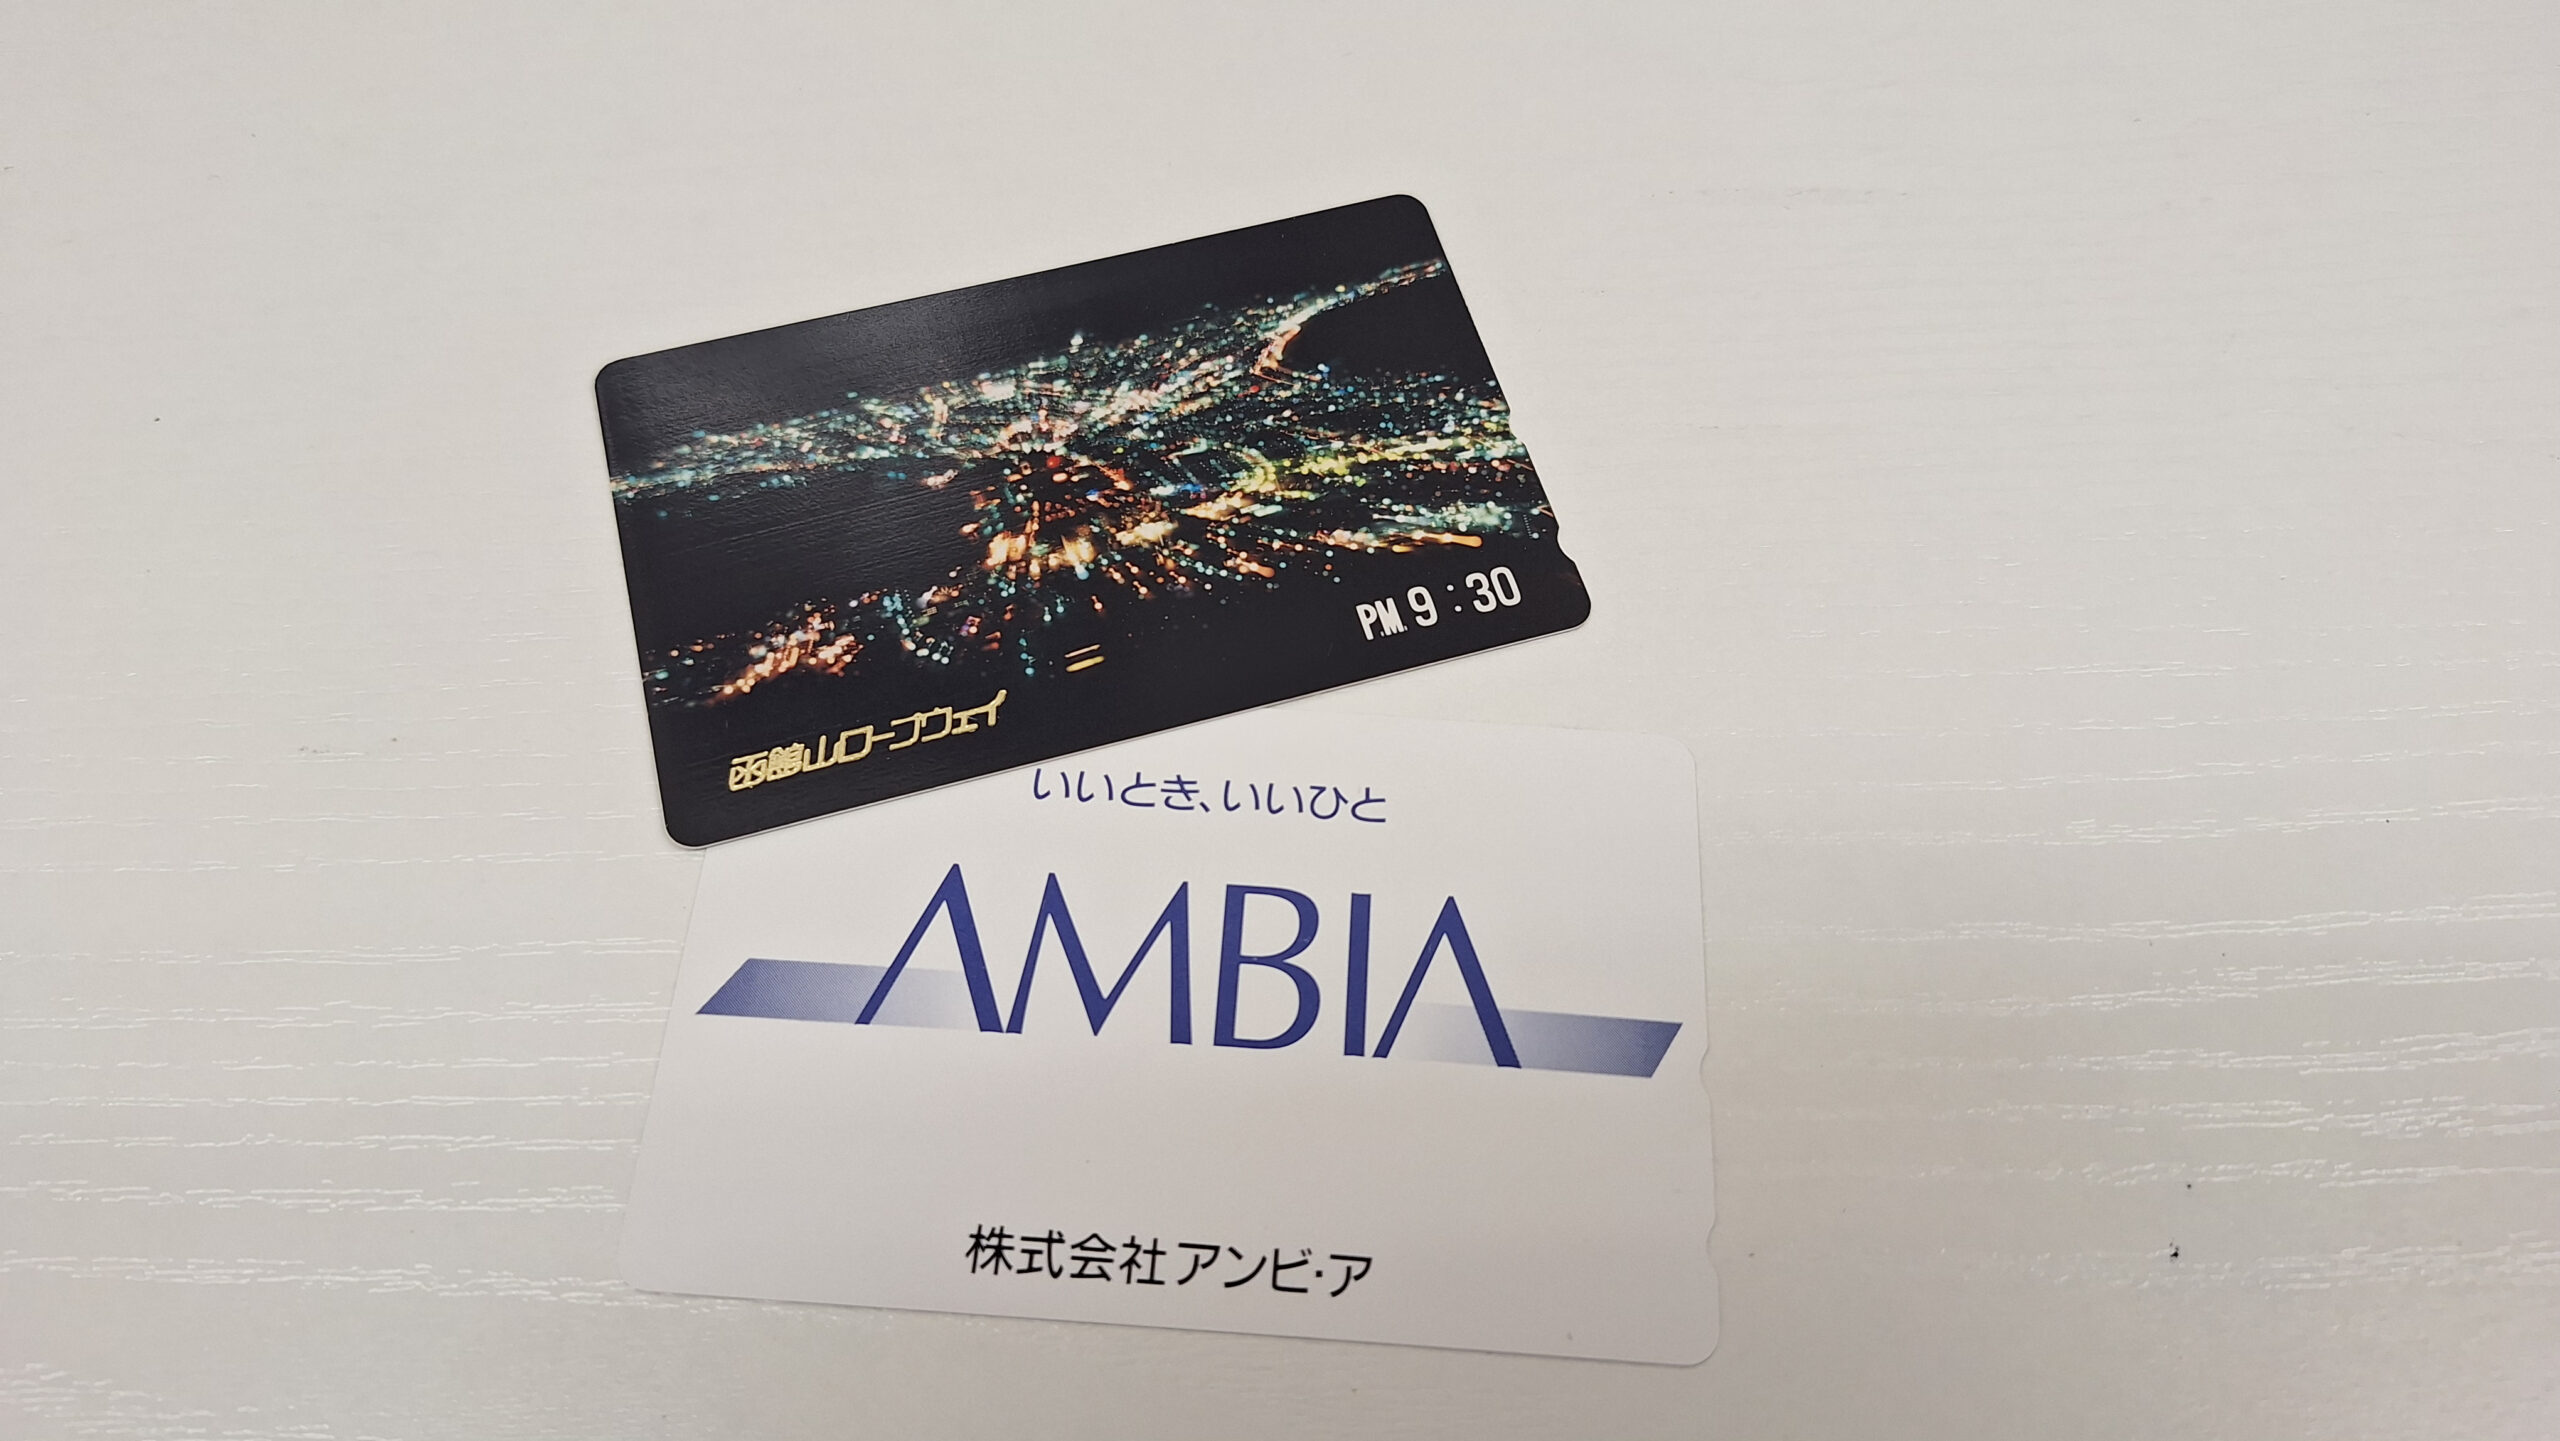 P.M. 9:30
函館山ロープウェイ
いいとき、いいひと
AMBIA
株式会社アンビ・ア